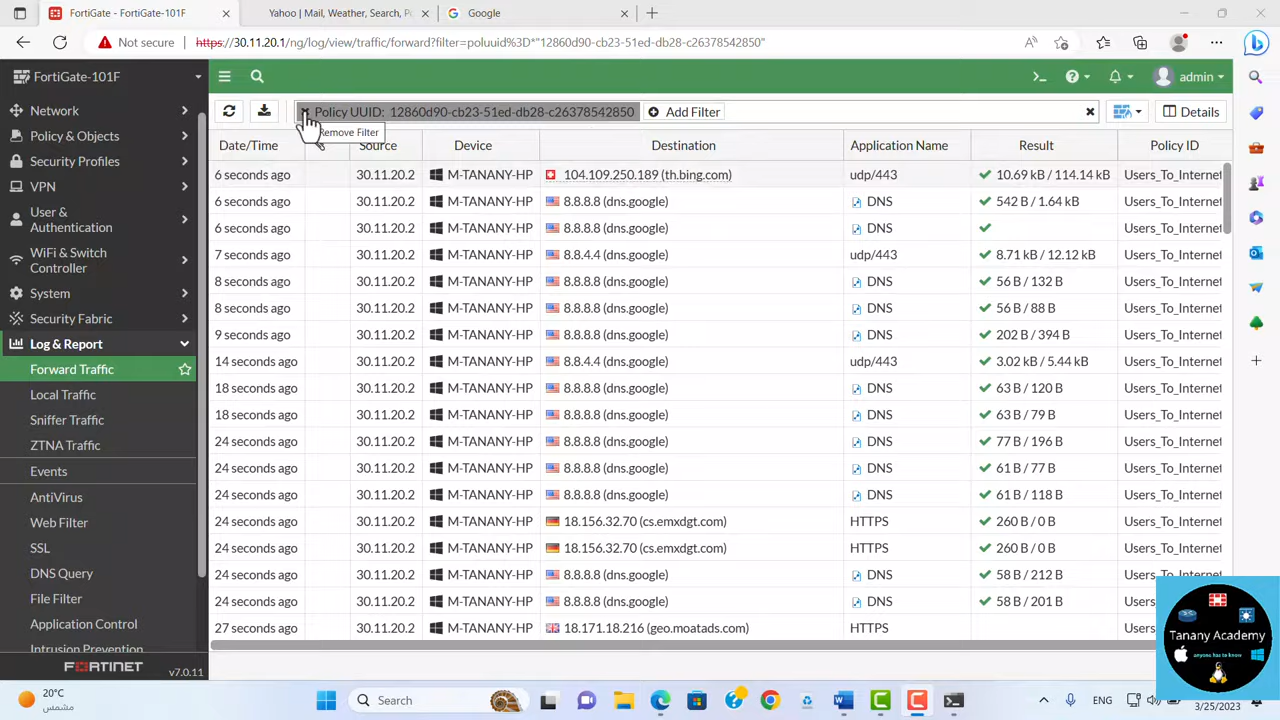 FortiGate - FortiGate-101F
Yahoo | Mail, Weather, Search, Po
Google
Not secure
https://30.11.20.1/ng/log/view/traffic/forward?filter=poluuid%3D*"12860d90-cb23-51ed-db28-c26378542850"
FortiGate-101F
admin
Network
Policy & Objects
Security Profiles
VPN
User &
Authentication
WiFi & Switch
Controller
System
Security Fabric
Log & Report
Forward Traffic
Local Traffic
Sniffer Traffic
ZTNA Traffic
Events
AntiVirus
Web Filter
SSL
DNS Query
File Filter
Application Control
Intrusion Prevention
FORTINET v7.0.11
Policy UUID: 12860d90-cb23-51ed-db28-c26378542850 Add Filter Details
Remove Filter
Date/Time Source Device Destination Application Name Result Policy ID
6 seconds ago 30.11.20.2 M-TANANY-HP 104.109.250.189 (th.bing.com) udp/443 10.69 kB / 114.14 kB Users_To_Internet
6 seconds ago 30.11.20.2 M-TANANY-HP 8.8.8.8 (dns.google) DNS 542 B / 1.64 kB Users_To_Internet
6 seconds ago 30.11.20.2 M-TANANY-HP 8.8.8.8 (dns.google) DNS Users_To_Internet
7 seconds ago 30.11.20.2 M-TANANY-HP 8.8.4.4 (dns.google) udp/443 8.71 kB / 12.12 kB Users_To_Internet
8 seconds ago 30.11.20.2 M-TANANY-HP 8.8.8.8 (dns.google) DNS 56 B / 132 B Users_To_Internet
8 seconds ago 30.11.20.2 M-TANANY-HP 8.8.8.8 (dns.google) DNS 56 B / 88 B Users_To_Internet
9 seconds ago 30.11.20.2 M-TANANY-HP 8.8.8.8 (dns.google) DNS 202 B / 394 B Users_To_Internet
14 seconds ago 30.11.20.2 M-TANANY-HP 8.8.4.4 (dns.google) udp/443 3.02 kB / 5.44 kB Users_To_Internet
18 seconds ago 30.11.20.2 M-TANANY-HP 8.8.8.8 (dns.google) DNS 63 B / 120 B Users_To_Internet
18 seconds ago 30.11.20.2 M-TANANY-HP 8.8.8.8 (dns.google) DNS 63 B / 79 B Users_To_Internet
24 seconds ago 30.11.20.2 M-TANANY-HP 8.8.8.8 (dns.google) DNS 77 B / 196 B Users_To_Internet
24 seconds ago 30.11.20.2 M-TANANY-HP 8.8.8.8 (dns.google) DNS 61 B / 77 B Users_To_Internet
24 seconds ago 30.11.20.2 M-TANANY-HP 8.8.8.8 (dns.google) DNS 61 B / 118 B Users_To_Internet
24 seconds ago 30.11.20.2 M-TANANY-HP 18.156.32.70 (cs.emxdgt.com) HTTPS 260 B / 0 B Users_To_Internet
24 seconds ago 30.11.20.2 M-TANANY-HP 18.156.32.70 (cs.emxdgt.com) HTTPS 260 B / 0 B Users_To_Internet
24 seconds ago 30.11.20.2 M-TANANY-HP 8.8.8.8 (dns.google) DNS 58 B / 212 B Users_To_Internet
24 seconds ago 30.11.20.2 M-TANANY-HP 8.8.8.8 (dns.google) DNS 58 B / 201 B
27 seconds ago 30.11.20.2 M-TANANY-HP 18.171.18.216 (geo.moatads.com) HTTPS
Tanany Academy
anyone has to know
20°C
مشمس
Search
ENG
3/25/2023